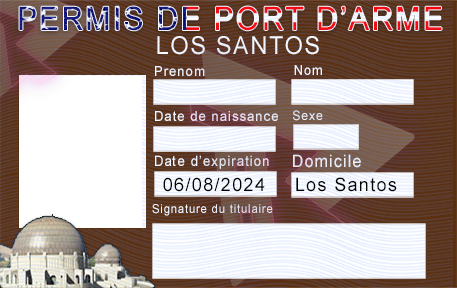 PERMIS DE PORT D'ARME
LOS SANTOS
Prenom Nom
Date de naissance Sexe
Date d'expiration Domicile
06/08/2024 Los Santos
Signature du titulaire